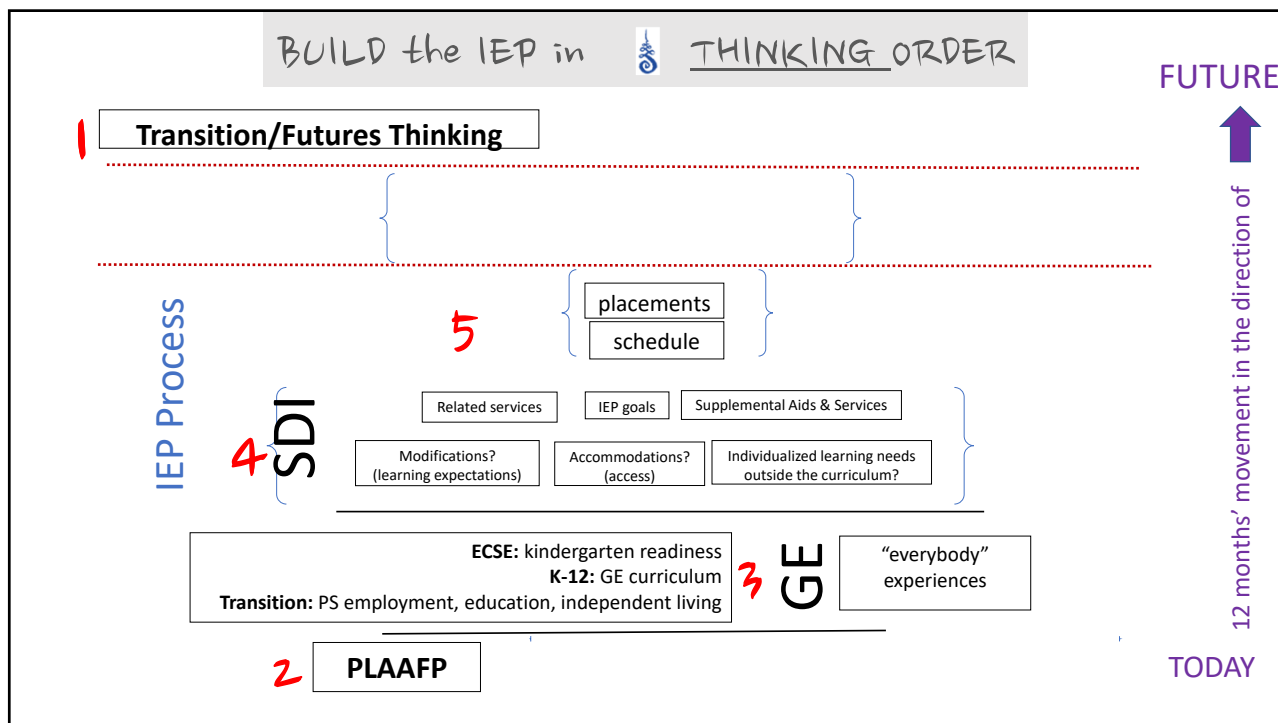 BUILD the IEP in THINKING ORDER
FUTURE
1 Transition/Futures Thinking
12 months’ movement in the direction of
IEP Process
5
placements
schedule
4
SDI
Related services
IEP goals
Supplemental Aids & Services
Modifications?
(learning expectations)
Accommodations?
(access)
Individualized learning needs
outside the curriculum?
ECSE: kindergarten readiness
K-12: GE curriculum
Transition: PS employment, education, independent living
3
GE
“everybody”
experiences
2 PLAAFP
TODAY